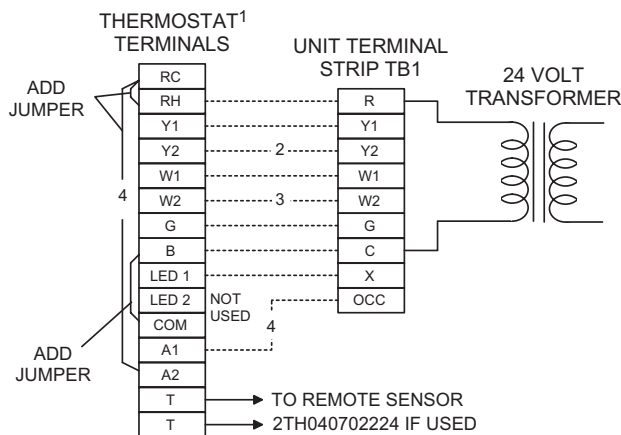 THERMOSTAT1
TERMINALS
UNIT TERMINAL
STRIP TB1
24 VOLT
TRANSFORMER
ADD
JUMPER
RC
RH
R
Y1
Y1
Y2
2
Y2
W1
W1
4
W2
3
W2
G
G
B
C
LED 1
X
LED 2
NOT
USED
OCC
COM
4
A1
ADD
JUMPER
A2
T
TO REMOTE SENSOR
T
2TH040702224 IF USED